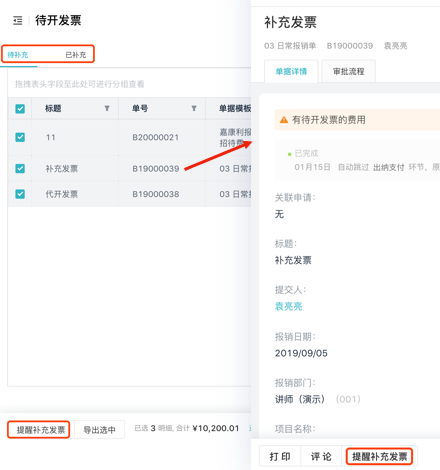 待开发票
待补充
已补充
拖拽表头字段至此处可进行分组查看
标题
单号
单据模板
11
B20000021
嘉康利报
招待费
补充发票
B19000039
03 日常报
代开发票
B19000038
03 日常报
提醒补充发票
导出选中
已选 3 明细, 合计 ¥10,200.01
补充发票
03 日常报销单 B19000039 袁亮亮
单据详情
审批流程
有待开发票的费用
已完成
01月15日 自动跳过 出纳支付 环节, 原
关联申请:
无
标题:
补充发票
提交人:
袁亮亮
报销日期:
2019/09/05
报销部门:
讲师（演示） （001）
项目名称:
打 印
评 论
提醒补充发票